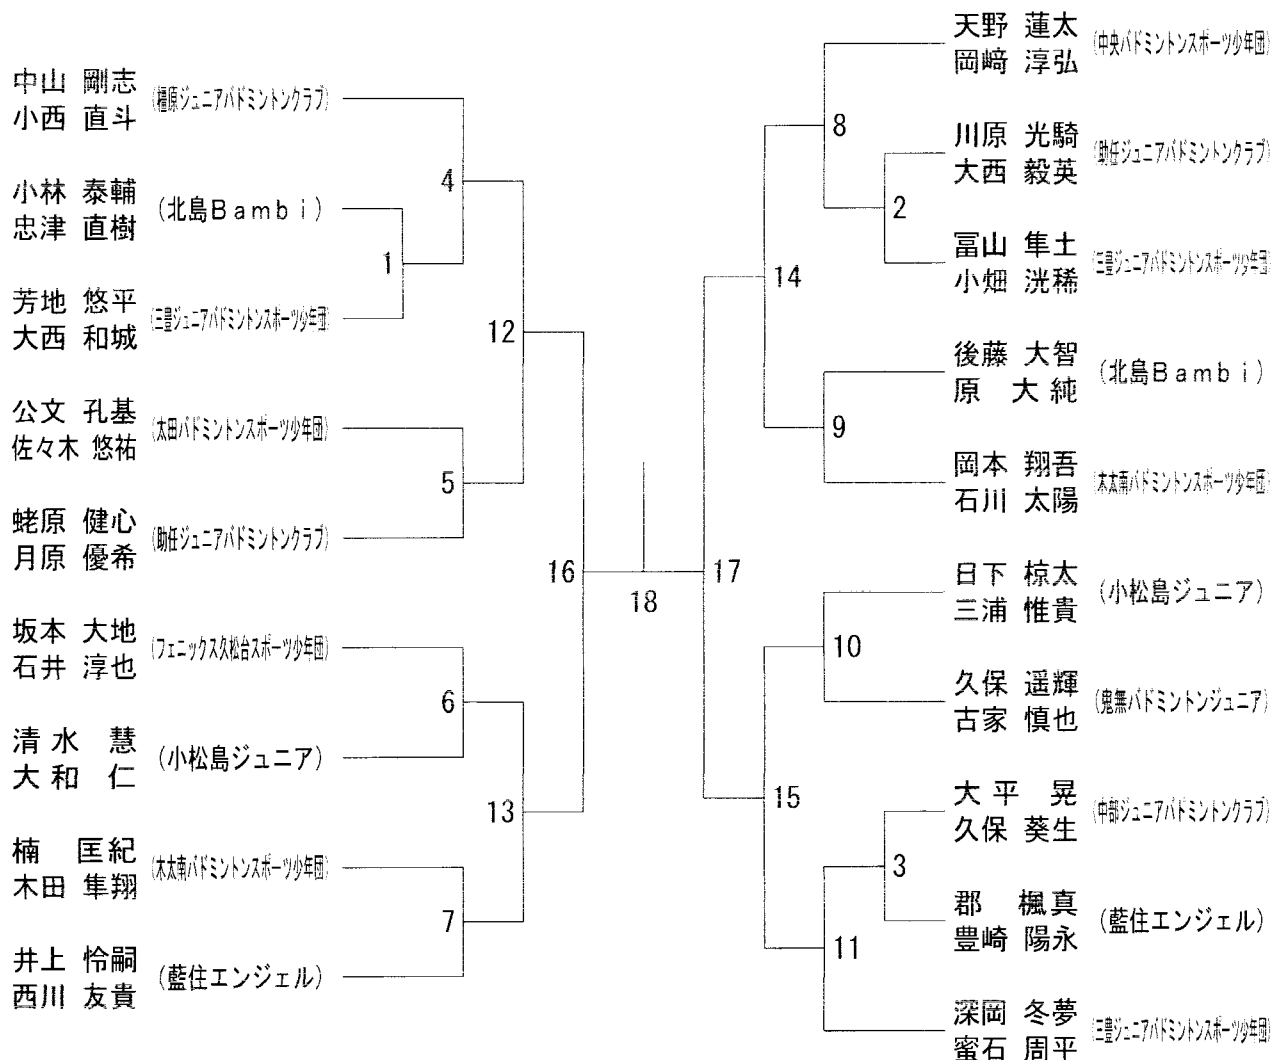 中山 剛志
小西 直斗
(橿原ジュニアバドミントンクラブ)
小林 泰輔
忠津 直樹
(北島Bambi)
芳地 悠平
大西 和城
(三豊ジュニアバドミントンスポーツ少年団)
公文 孔基
佐々木 悠祐
(太田バドミントンスポーツ少年団)
蛯原 健心
月原 優希
(助任ジュニアバドミントンクラブ)
坂本 大地
石井 淳也
(フェニックス久松台スポーツ少年団)
清水 慧
大和 仁
(小松島ジュニア)
楠 匡紀
木田 隼翔
(木太南バドミントンスポーツ少年団)
井上 怜嗣
西川 友貴
(藍住エンジェル)
4
1
12
5
16
6
13
7
18
天野 蓮太
岡﨑 淳弘
(中央バドミントンスポーツ少年団)
川原 光騎
大西 毅英
(助任ジュニアバドミントンクラブ)
冨山 隼土
小畑 洸稀
(三豊ジュニアバドミントンスポーツ少年団)
後藤 大智
原 大純
(北島Bambi)
岡本 翔吾
石川 太陽
(木太南バドミントンスポーツ少年団)
日下 椋太
三浦 惟貴
(小松島ジュニア)
久保 遥輝
古家 慎也
(鬼無バドミントンジュニア)
大平 晃
久保 葵生
(中部ジュニアバドミントンクラブ)
郡 楓真
豊崎 陽永
(藍住エンジェル)
深岡 冬夢
蜜石 周平
(三豊ジュニアバドミントンスポーツ少年団)
8
2
14
9
17
10
15
3
11